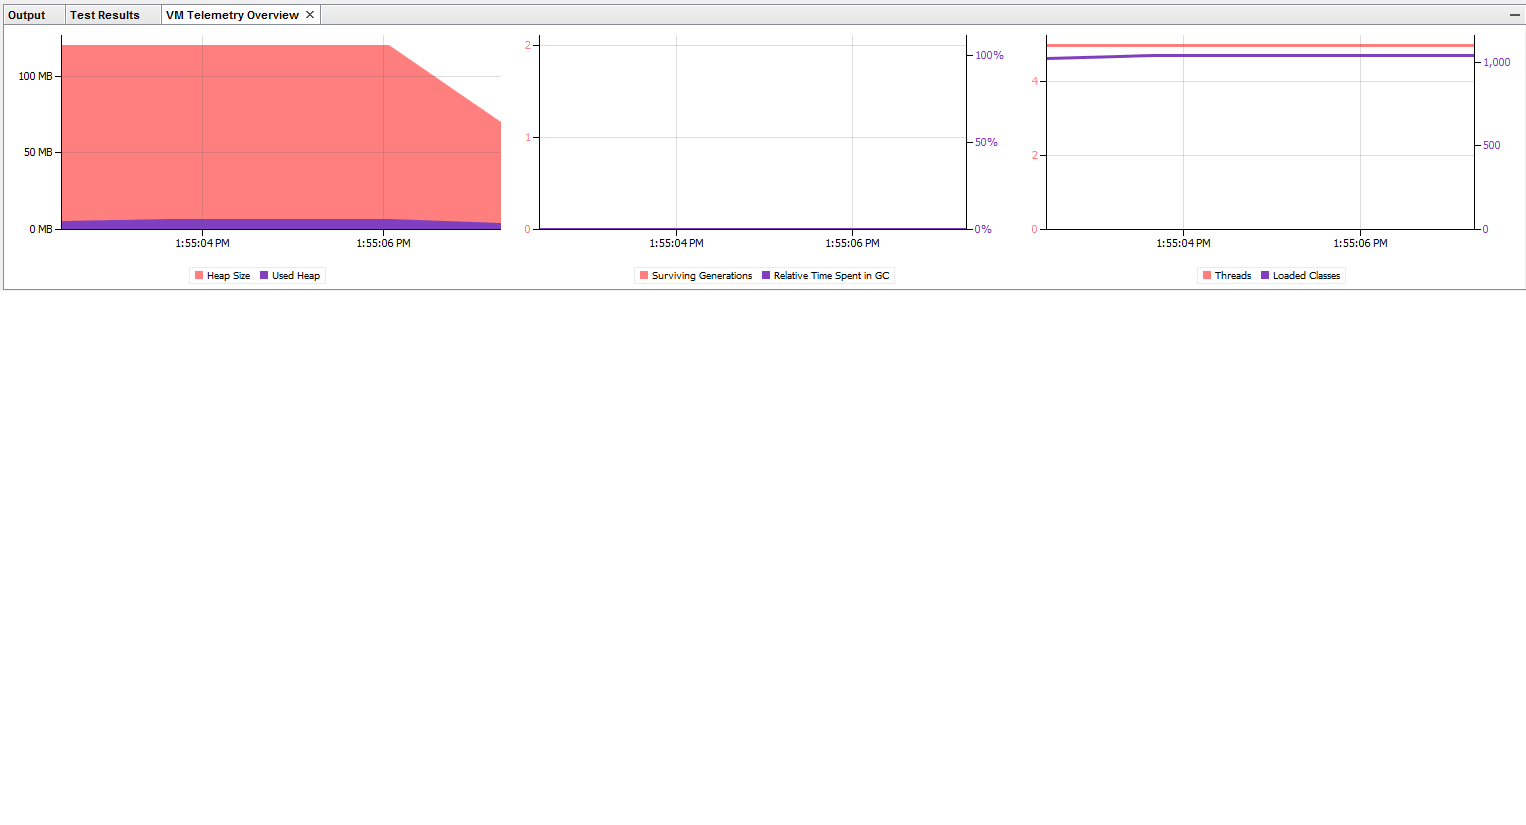 Output
Test Results
VM Telemetry Overview
100 MB
50 MB
0 MB
1:55:04 PM
1:55:06 PM
Heap Size
Used Heap
2
1
0
100%
50%
0%
1:55:04 PM
1:55:06 PM
Surviving Generations
Relative Time Spent in GC
4
2
0
1,000
500
0
1:55:04 PM
1:55:06 PM
Threads
Loaded Classes